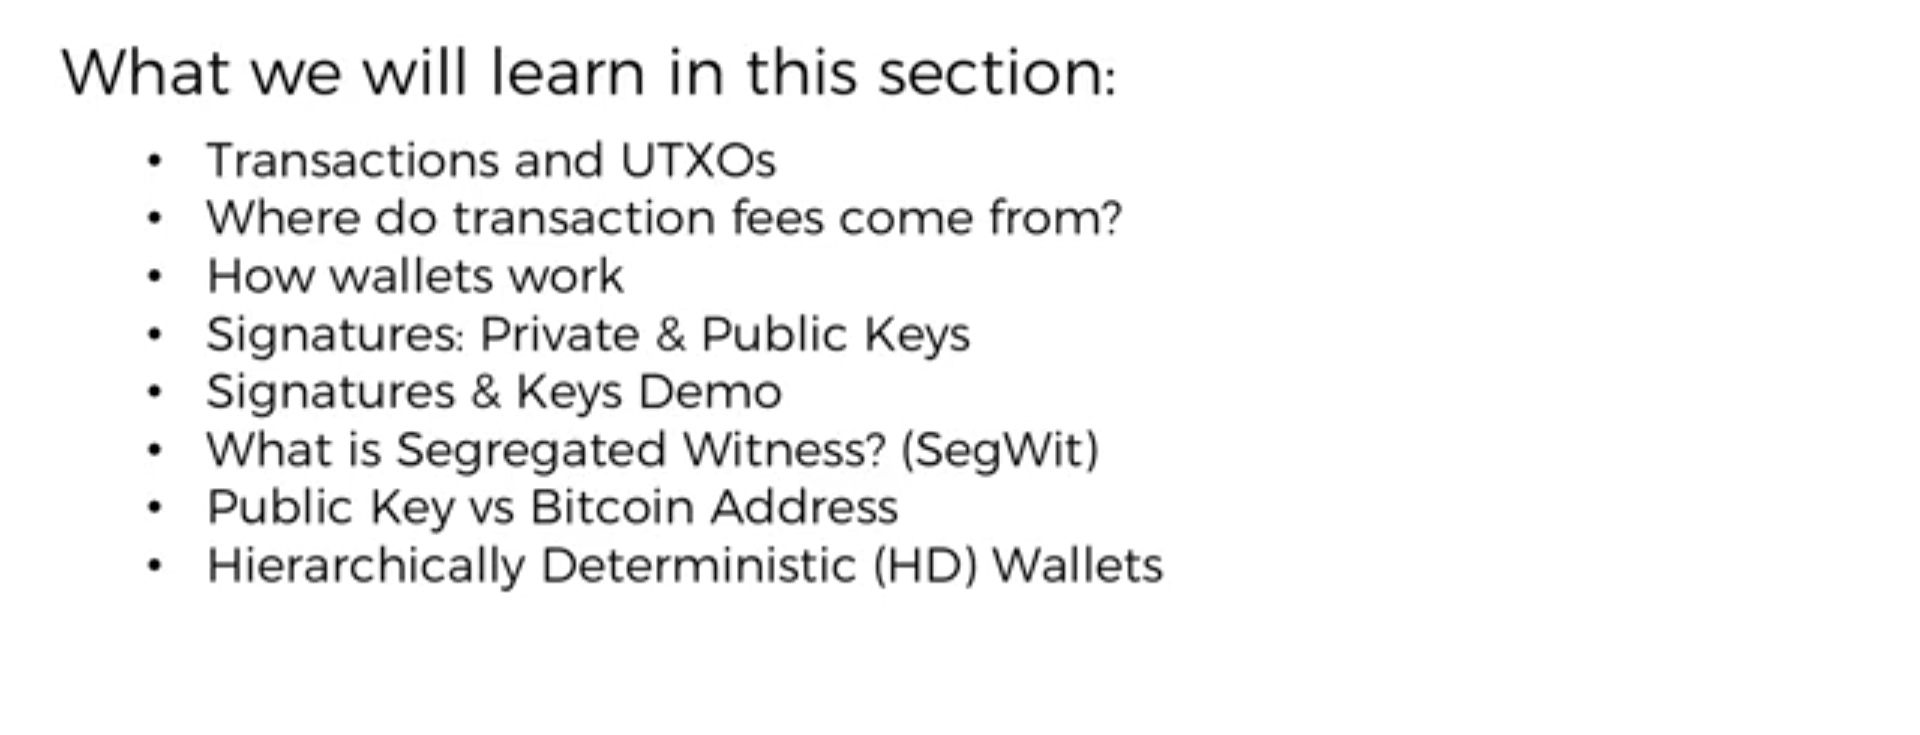 What we will learn in this section:
• Transactions and UTXOs
• Where do transaction fees come from?
• How wallets work
• Signatures: Private & Public Keys
• Signatures & Keys Demo
• What is Segregated Witness? (SegWit)
• Public Key vs Bitcoin Address
• Hierarchically Deterministic (HD) Wallets